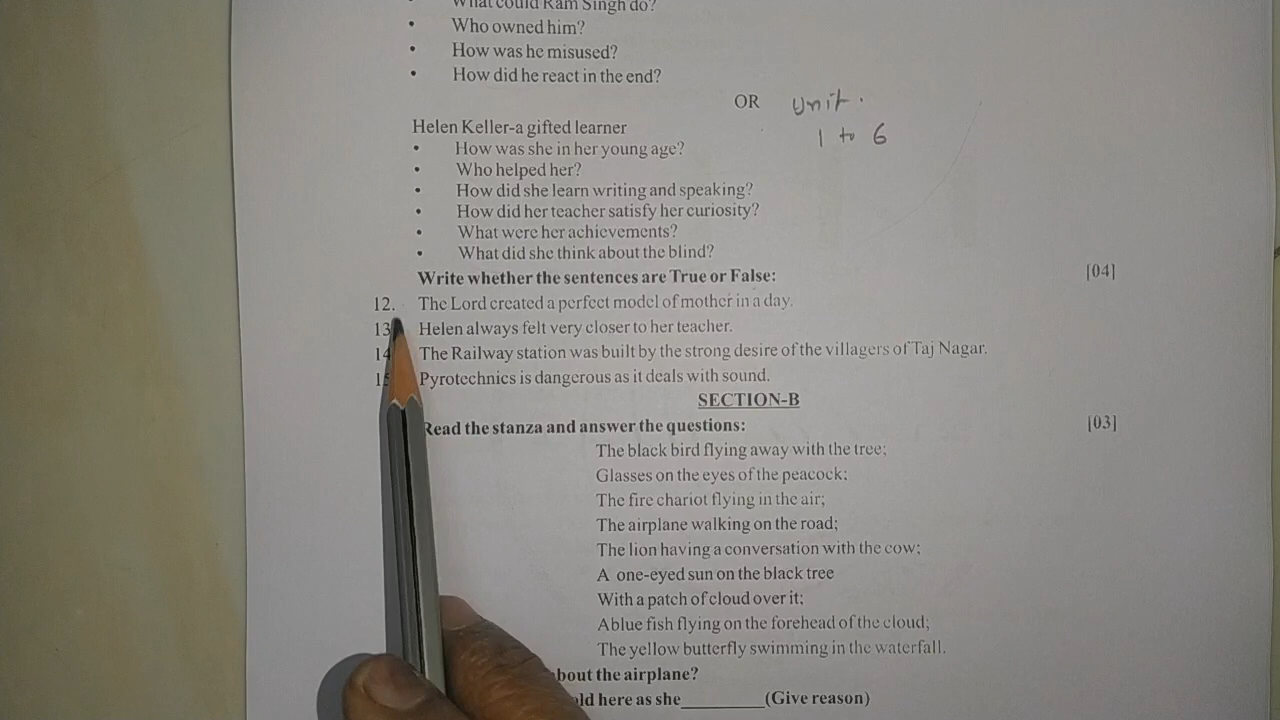 What could Ram Singh do?
• Who owned him?
• How was he misused?
• How did he react in the end?
OR unit.
1 to 6
Helen Keller-a gifted learner
• How was she in her young age?
• Who helped her?
• How did she learn writing and speaking?
• How did her teacher satisfy her curiosity?
• What were her achievements?
• What did she think about the blind?
Write whether the sentences are True or False: [04]
12. The Lord created a perfect model of mother in a day.
13 Helen always felt very closer to her teacher.
14 The Railway station was built by the strong desire of the villagers of Taj Nagar.
15 Pyrotechnics is dangerous as it deals with sound.
SECTION-B
Read the stanza and answer the questions: [03]
The black bird flying away with the tree;
Glasses on the eyes of the peacock;
The fire chariot flying in the air;
The airplane walking on the road;
The lion having a conversation with the cow;
A one-eyed sun on the black tree
With a patch of cloud over it;
Ablue fish flying on the forehead of the cloud;
The yellow butterfly swimming in the waterfall.
bout the airplane?
old here as she________(Give reason)